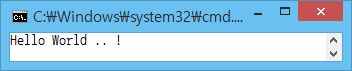 C:₩Windows₩system32₩cmd....
Hello World .. !